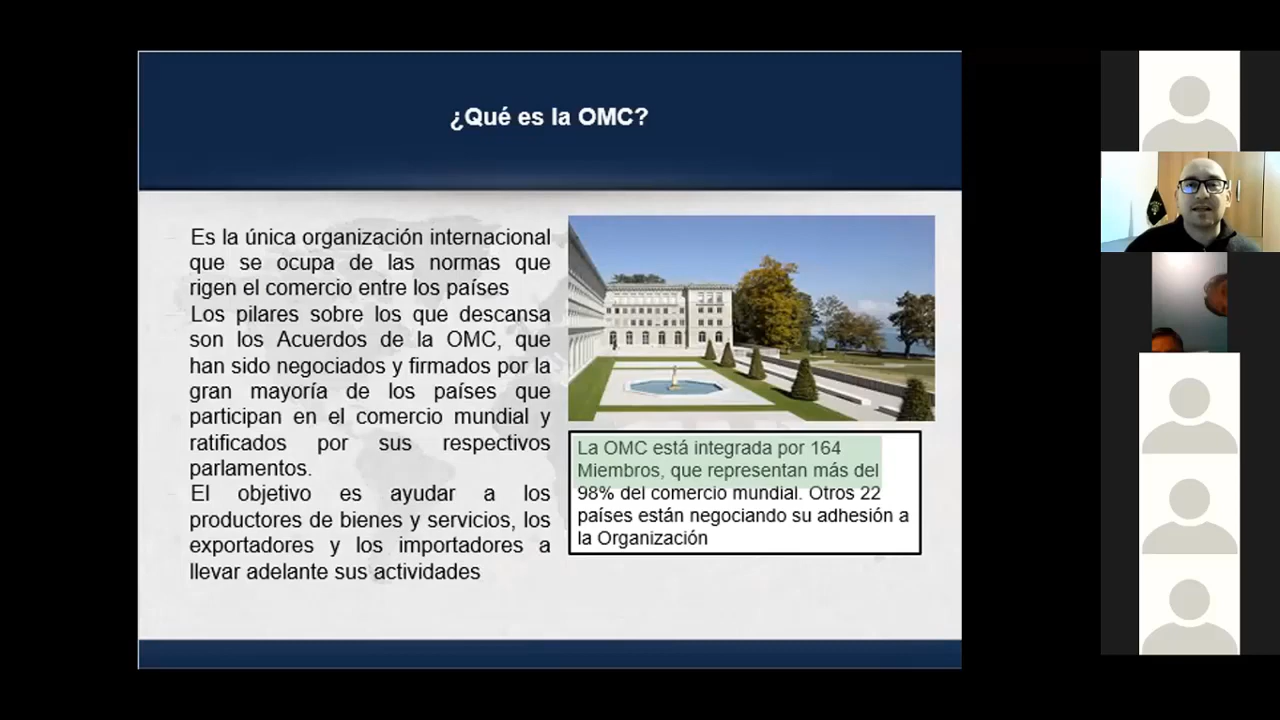 ¿Qué es la OMC?
Es la única organización internacional
que se ocupa de las normas que
rigen el comercio entre los países
Los pilares sobre los que descansa
son los Acuerdos de la OMC, que
han sido negociados y firmados por la
gran mayoría de los países que
participan en el comercio mundial y
ratificados por sus respectivos
parlamentos.
El objetivo es ayudar a los
productores de bienes y servicios, los
exportadores y los importadores a
llevar adelante sus actividades
La OMC está integrada por 164
Miembros, que representan más del
98% del comercio mundial. Otros 22
países están negociando su adhesión a
la Organización